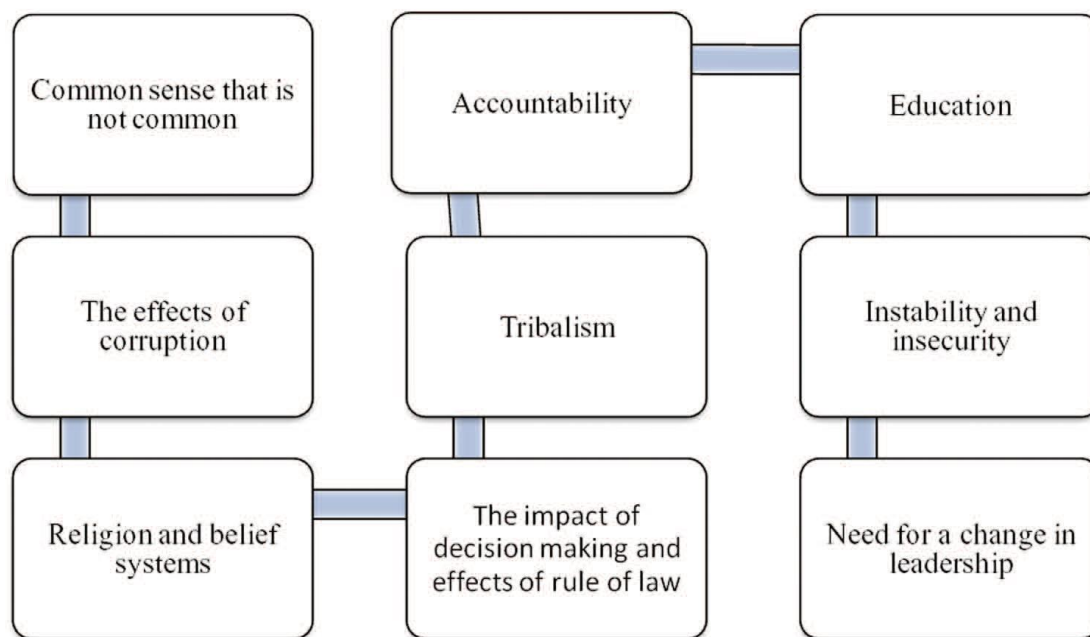 Common sense that is
not common
The effects of
corruption
Religion and belief
systems
The impact of
decision making and
effects of rule of law
Tribalism
Accountability
Education
Instability and
insecurity
Need for a change in
leadership